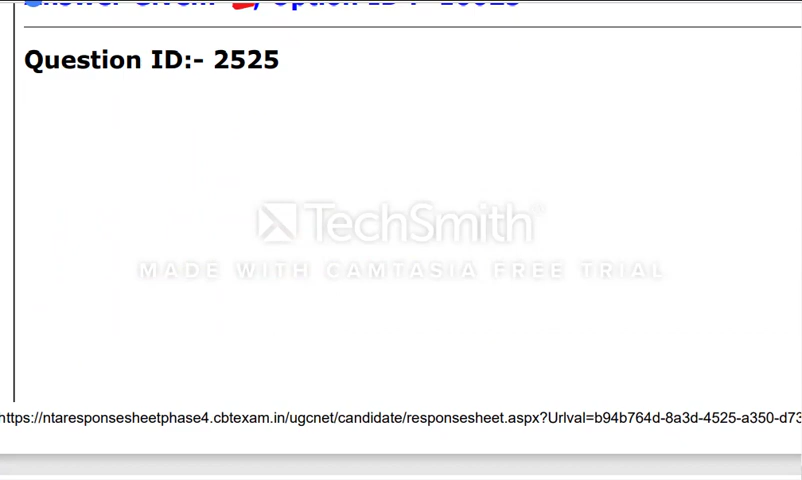 Question ID:- 2525
TechSmith
MADE WITH CAMTASIA FREE TRIAL
https://ntaresponsesheetphase4.cbtexam.in/ugcnet/candidate/responsesheet.aspx?Urlval=b94b764d-8a3d-4525-a350-d73